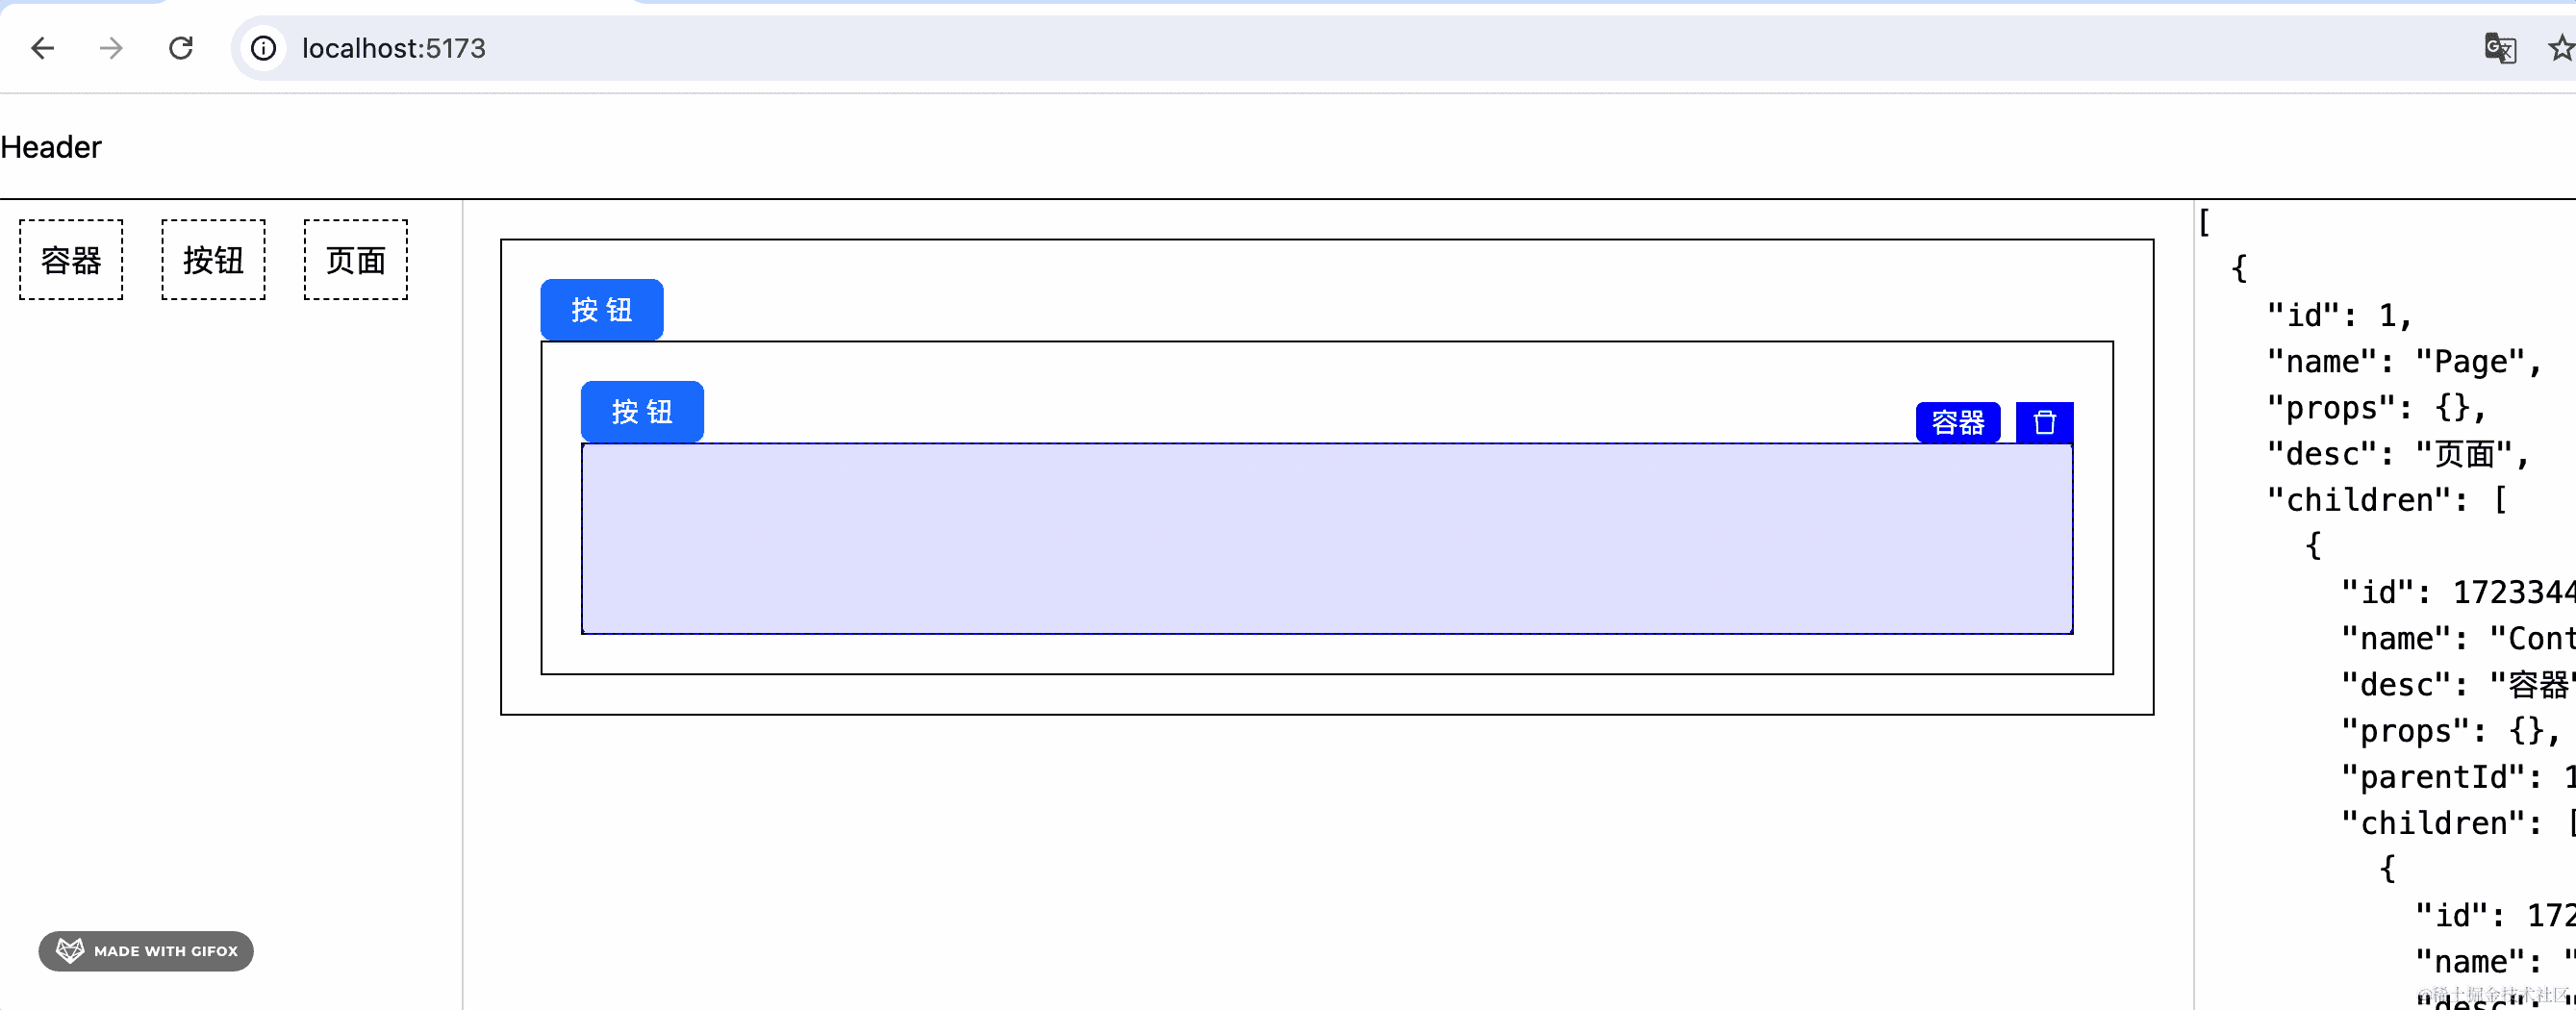 localhost:5173
Header
容器 按钮 页面
按 钮
按 钮
容器
[
{
"id": 1,
"name": "Page",
"props": {},
"desc": "页面",
"children": [
{
"id": 1723344
"name": "Cont
"desc": "容器"
"props": {},
"parentId": 1
"children": [
{
"id": 172
"name": "
"desc": "
MADE WITH GIFOX
@稀土掘金技术社区